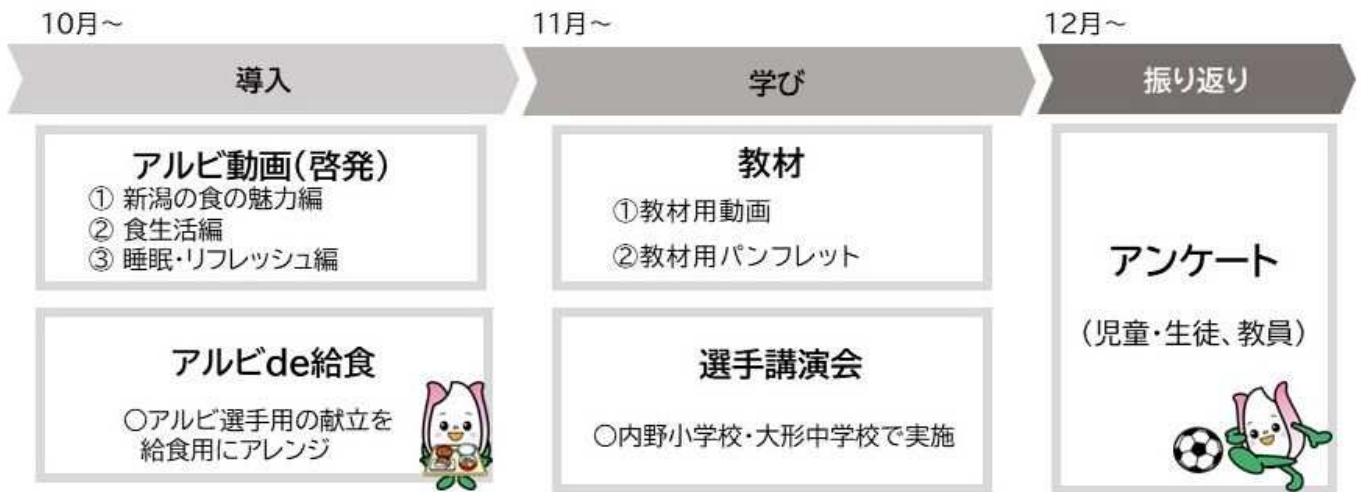 10月～
導入
アルビ動画(啓発)
① 新潟の食の魅力編
② 食生活編
③ 睡眠・リフレッシュ編
アルビde給食
○アルビ選手用の献立を
給食用にアレンジ
11月～
学び
教材
①教材用動画
②教材用パンフレット
選手講演会
○内野小学校・大形中学校で実施
12月～
振り返り
アンケート
(児童・生徒、教員)